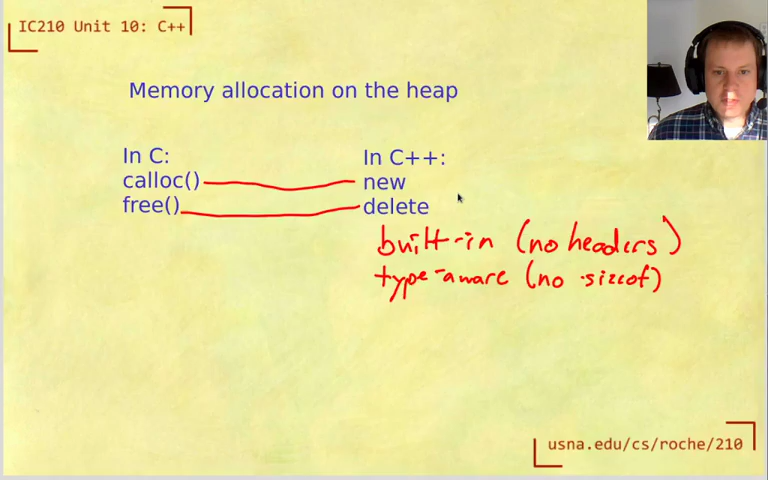 IC210 Unit 10: C++
Memory allocation on the heap
In C:
calloc()
free()
In C++:
new
delete
built-in (no headers)
type-aware (no sizeof)
usna.edu/cs/roche/210